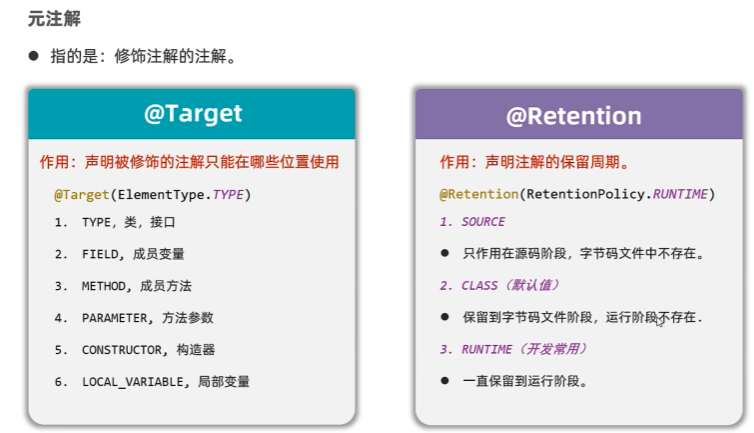 元注解
● 指的是：修饰注解的注解。
@Target
作用：声明被修饰的注解只能在哪些位置使用
@Target(ElementType.TYPE)
1. TYPE，类，接口
2. FIELD, 成员变量
3. METHOD, 成员方法
4. PARAMETER, 方法参数
5. CONSTRUCTOR, 构造器
6. LOCAL_VARIABLE, 局部变量
@Retention
作用：声明注解的保留周期。
@Retention(RetentionPolicy.RUNTIME)
1. SOURCE
● 只作用在源码阶段，字节码文件中不存在。
2. CLASS（默认值）
● 保留到字节码文件阶段，运行阶段不存在.
3. RUNTIME（开发常用）
● 一直保留到运行阶段。